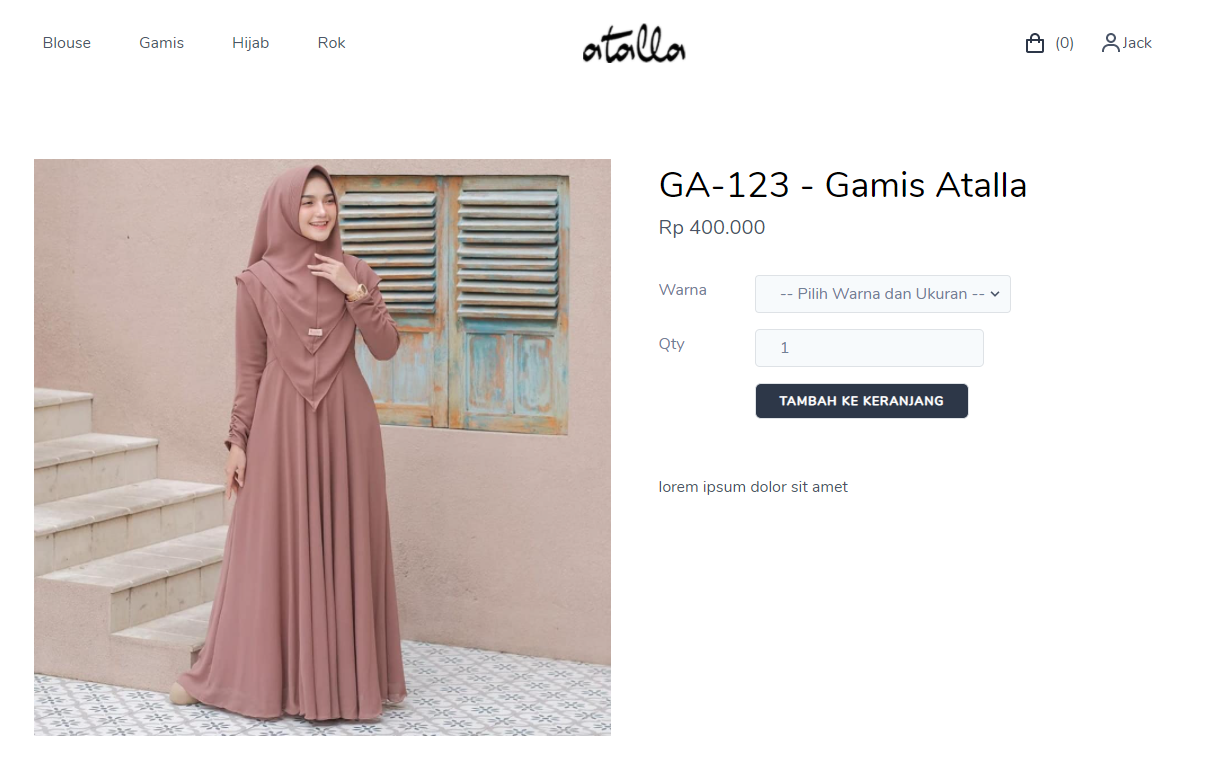 Blouse Gamis Hijab Rok atalla (0) Jack
GA-123 - Gamis Atalla
Rp 400.000
Warna -- Pilih Warna dan Ukuran --
Qty 1
TAMBAH KE KERANJANG
lorem ipsum dolor sit amet